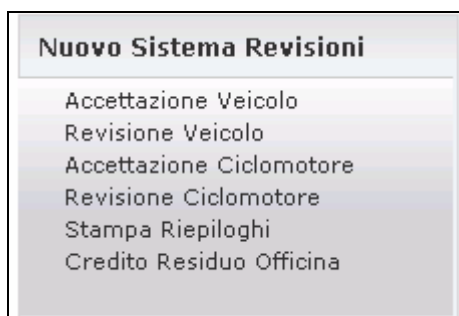 Nuovo Sistema Revisioni
Accettazione Veicolo
Revisione Veicolo
Accettazione Ciclomotore
Revisione Ciclomotore
Stampa Riepiloghi
Credito Residuo Officina